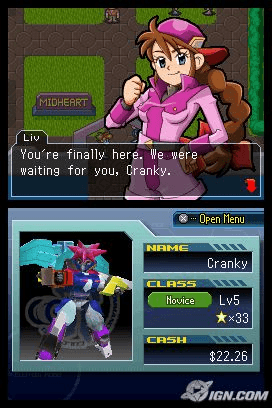 MIDHEART
Liv
You're finally here. We were
waiting for you, Cranky.
Open Menu
NAME
Cranky
CLASS
Novice Lv5
★×33
CASH
$22.26
IGN.COM